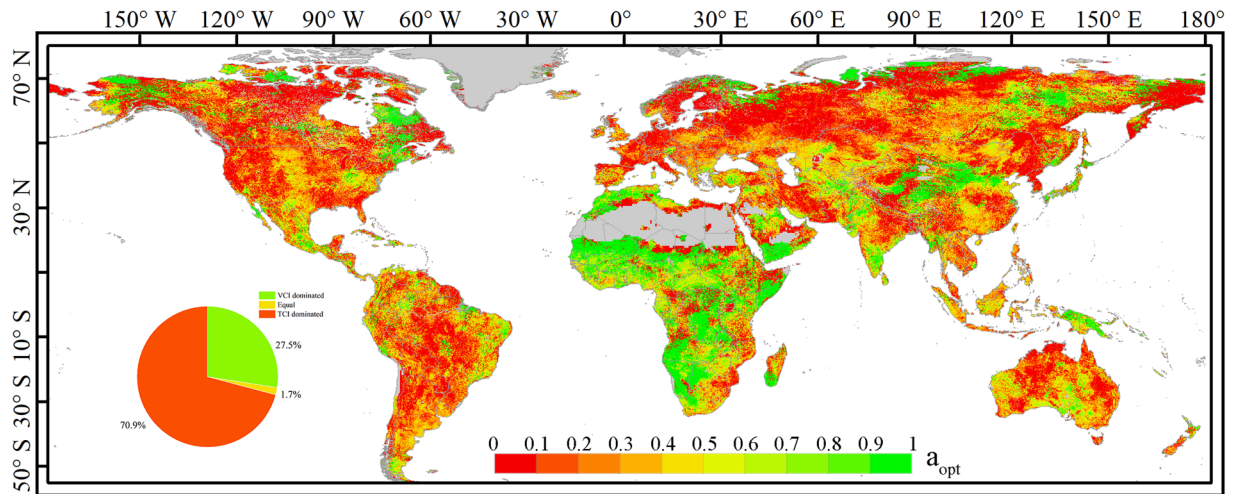 150° W 120° W 90° W 60° W 30° W 0° 30° E 60° E 90° E 120° E 150° E 180°
70° N
30° N
10° S
30° S
50° S
VCI dominated
Equal
TCI dominated
27.5%
1.7%
70.9%
0 0.1 0.2 0.3 0.4 0.5 0.6 0.7 0.8 0.9 1
a opt